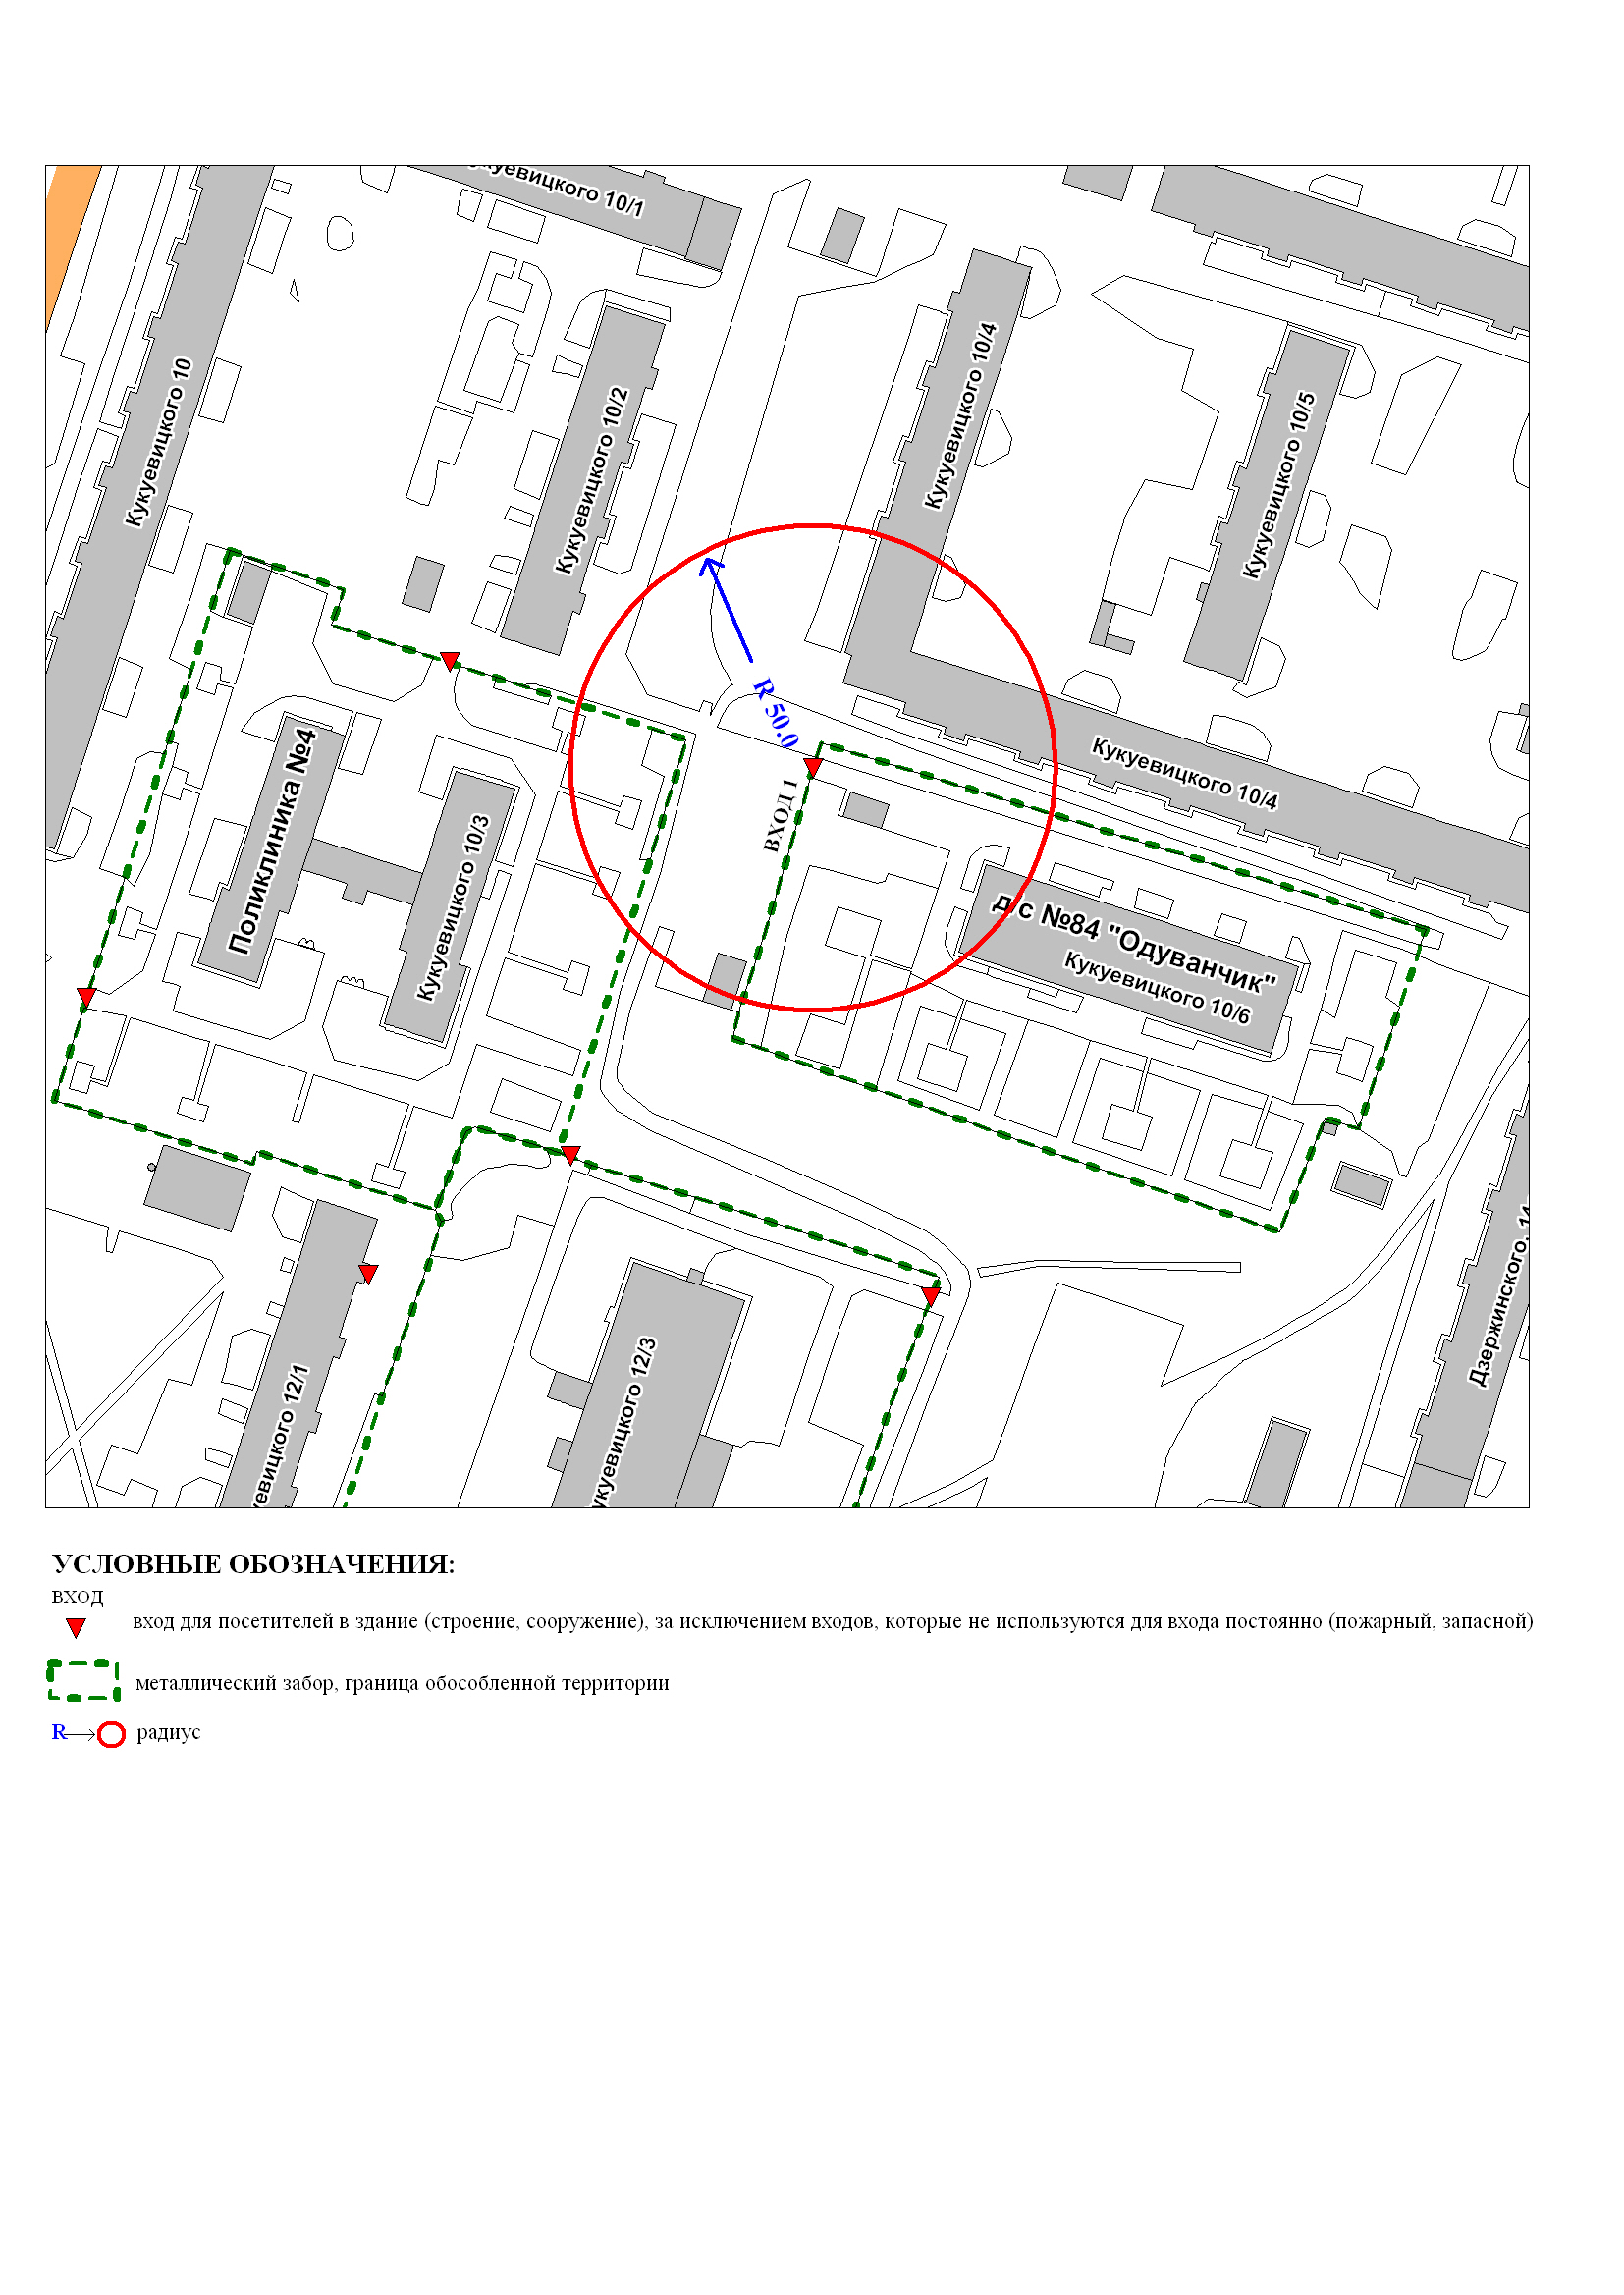 Кукуевицкого 10/1
Кукуевицкого 10
Кукуевицкого 10/2
Кукуевицкого 10/4
Кукуевицкого 10/5
R 50.0
ВХОД 1
Кукуевицкого 10/4
Поликлиника №4
Кукуевицкого 10/3
д/с №84 "Одуванчик"
Кукуевицкого 10/6
Дзержинского, 14
уевицкого 12/1
укуевицкого 12/3
УСЛОВНЫЕ ОБОЗНАЧЕНИЯ:
ВХОД
вход для посетителей в здание (строение, сооружение), за исключением входов, которые не используются для входа постоянно (пожарный, запасной)
металлический забор, граница обособленной территории
R радиус